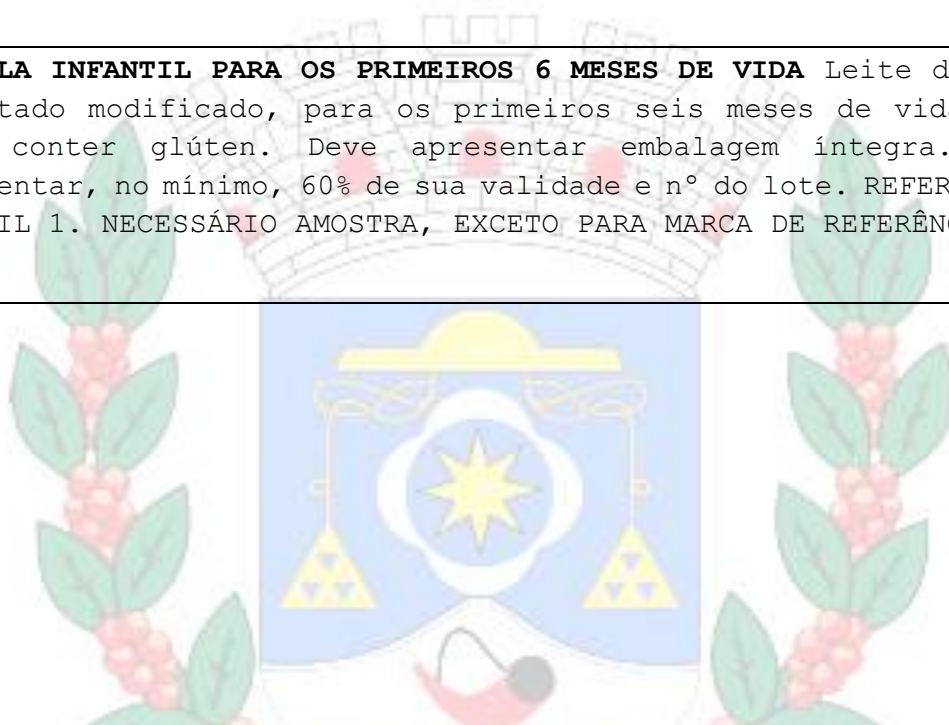 LA INFANTIL PARA OS PRIMEIROS 6 MESES DE VIDA Leite d
tado modificado, para os primeiros seis meses de vid
conter glúten. Deve apresentar embalagem íntegra.
entar, no mínimo, 60% de sua validade e nº do lote. REFER
IL 1. NECESSÁRIO AMOSTRA, EXCETO PARA MARCA DE REFERÊN